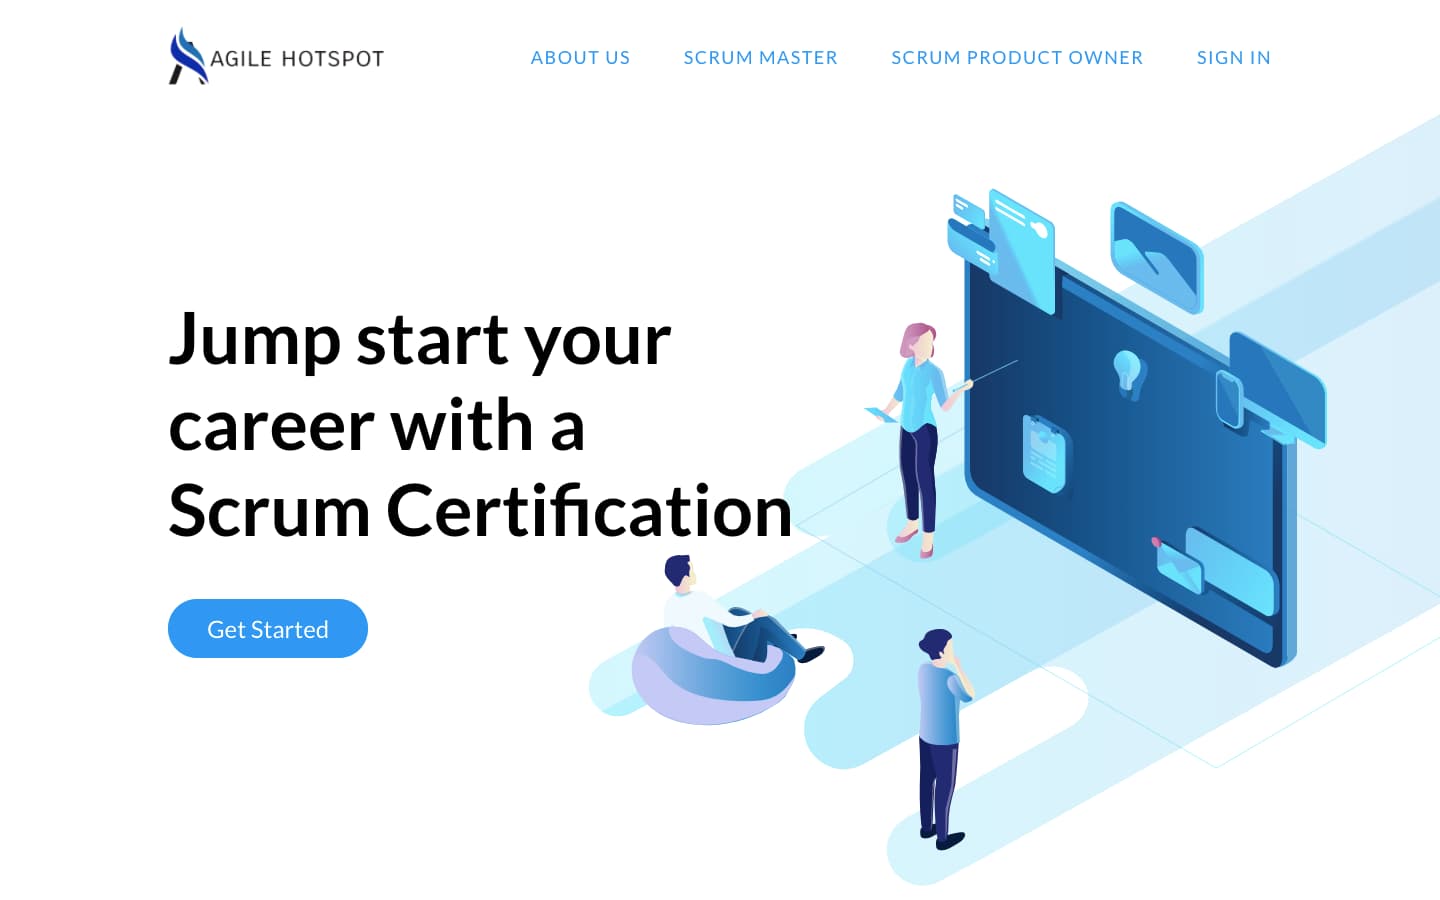 AGILE HOTSPOT
ABOUT US
SCRUM MASTER
SCRUM PRODUCT OWNER
SIGN IN
Jump start your
career with a
Scrum Certification
Get Started